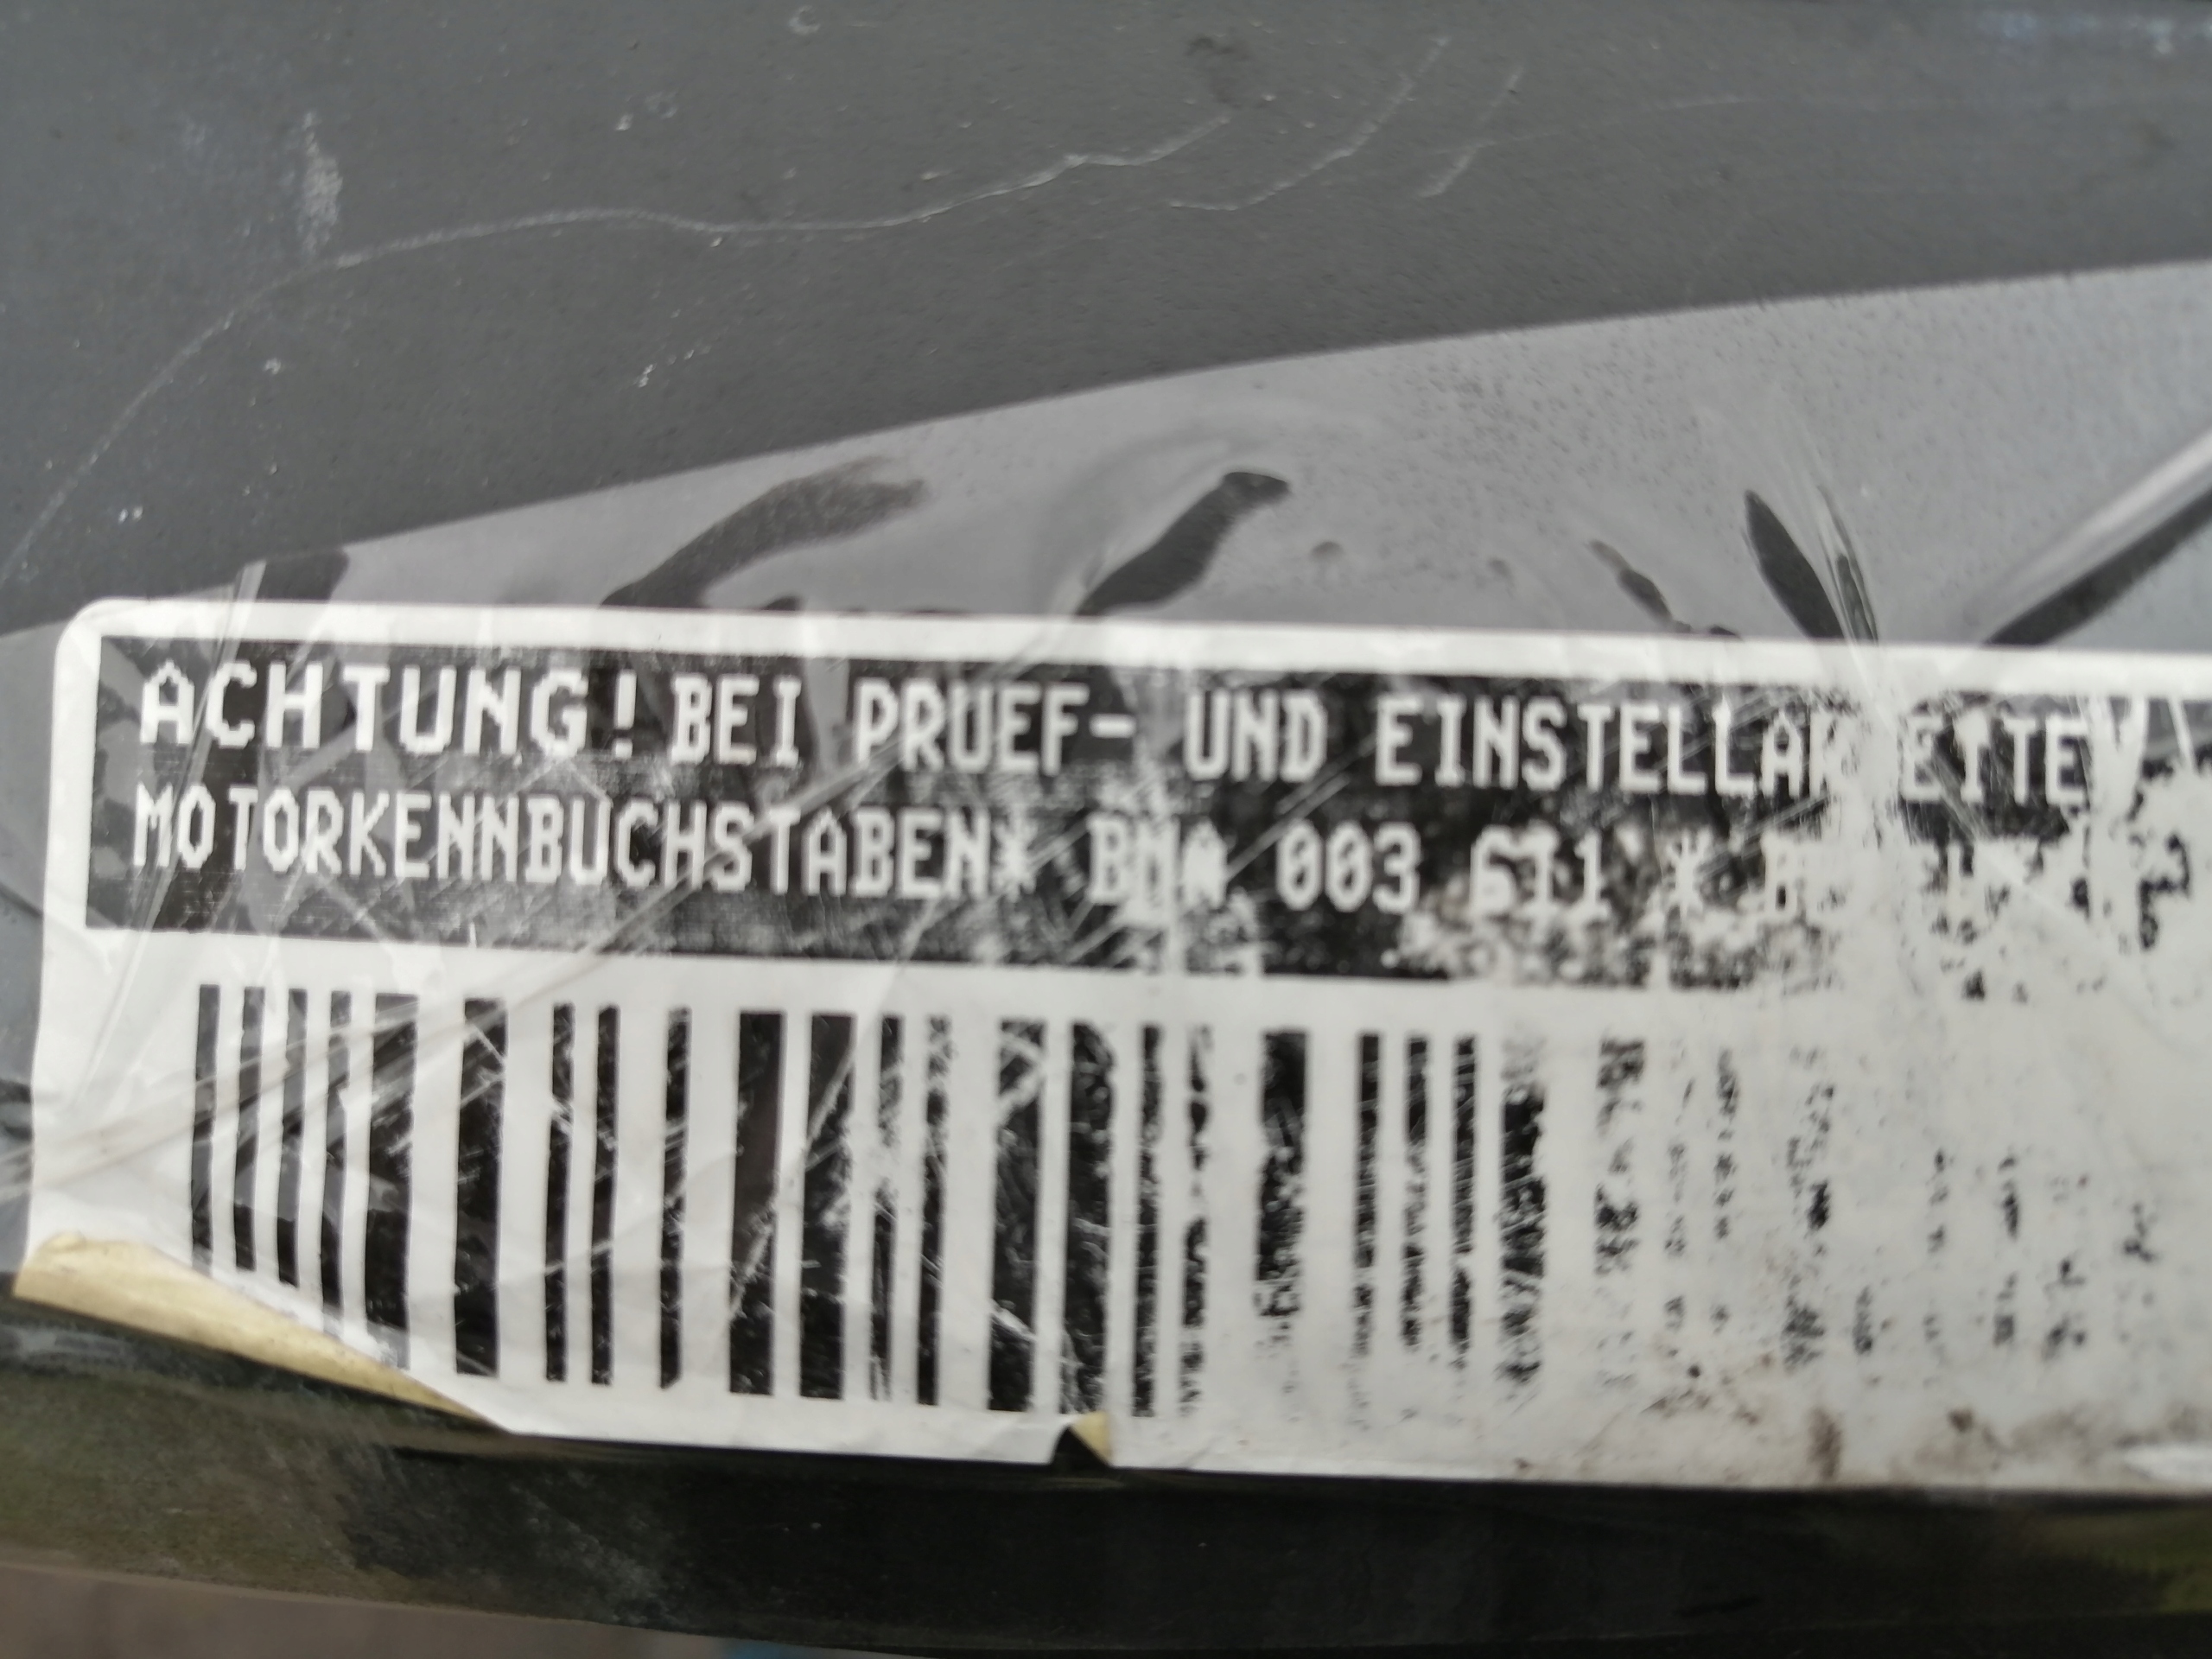 ACHTUNG! BEI PRUEF- UND EINSTELLARBEITEN
MOTORKENNBUCHSTABEN* 003 611 *